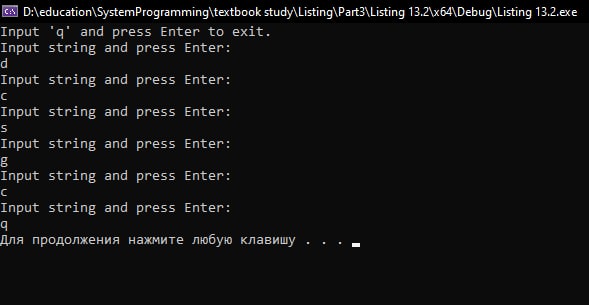 D:\education\SystemProgramming\textbook study\Listing\Part3\Listing 13.2\x64\Debug\Listing 13.2.exe
Input 'q' and press Enter to exit.
Input string and press Enter:
d
Input string and press Enter:
c
Input string and press Enter:
s
Input string and press Enter:
g
Input string and press Enter:
c
Input string and press Enter:
q
Для продолжения нажмите любую клавишу . . .